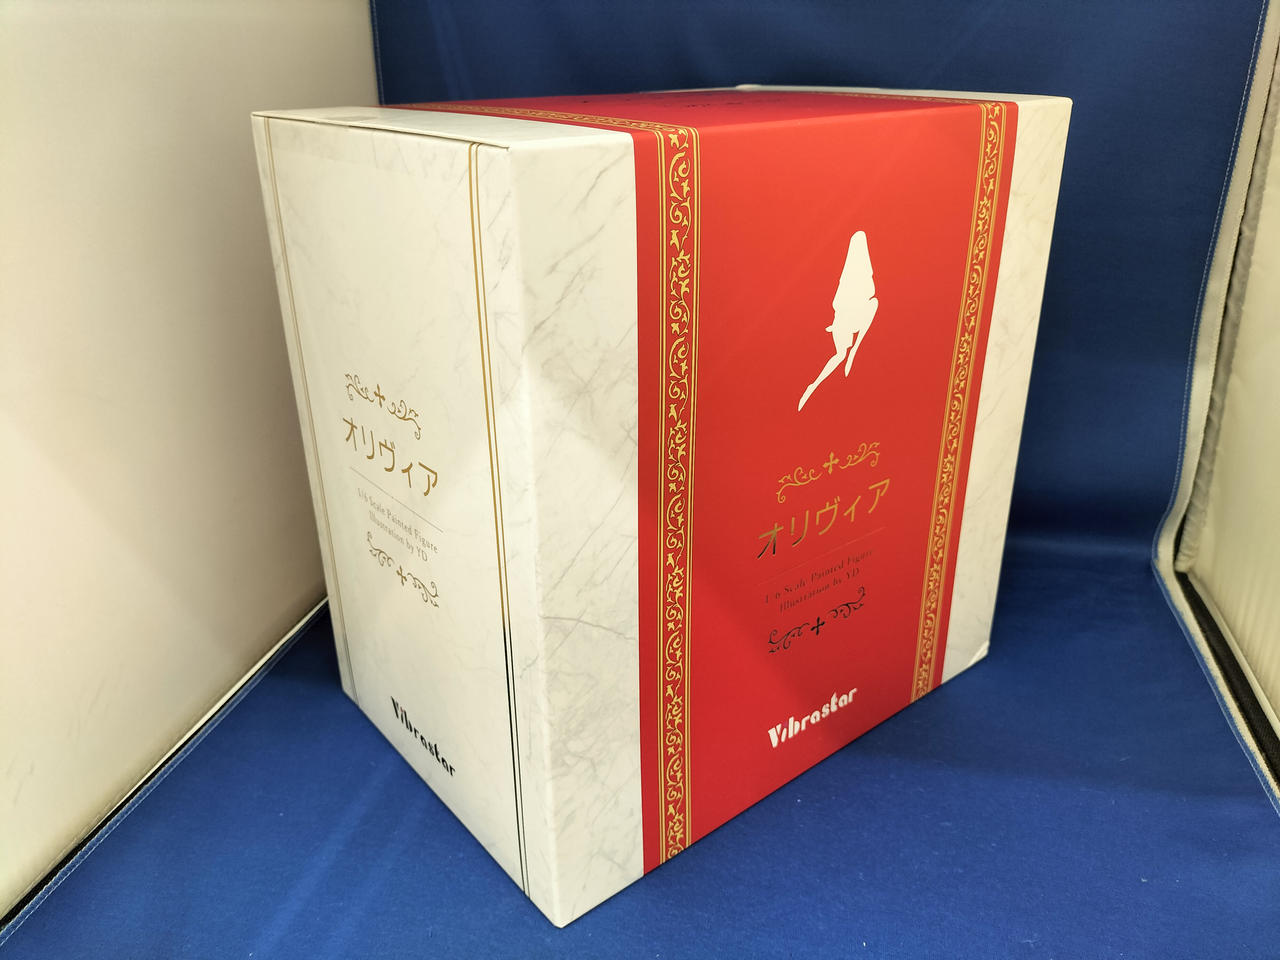 オリヴィア
1/6 Scale Painted Figure
Illustration by YD
Vibrastar
オリヴィア
1/6 Scale Painted Figure
Illustration by YD
Vibrastar